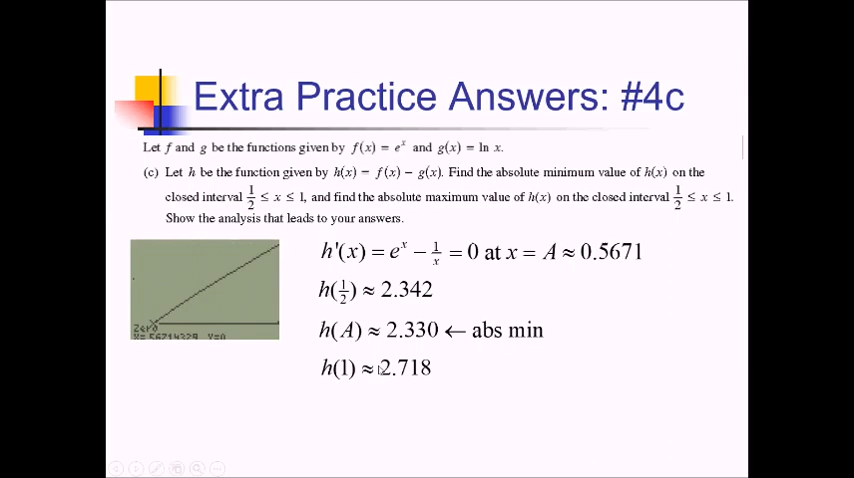 Extra Practice Answers: #4c
Let f and g be the functions given by f(x) = e^x and g(x) = ln x.
(c) Let h be the function given by h(x) = f(x) − g(x). Find the absolute minimum value of h(x) on the
closed interval 1/2 ≤ x ≤ 1, and find the absolute maximum value of h(x) on the closed interval 1/2 ≤ x ≤ 1.
Show the analysis that leads to your answers.
h'(x) = e^x − 1/x = 0 at x = A ≈ 0.5671
h(1/2) ≈ 2.342
h(A) ≈ 2.330 ← abs min
h(1) ≈ 2.718
Zero
X=.56714329 Y=0